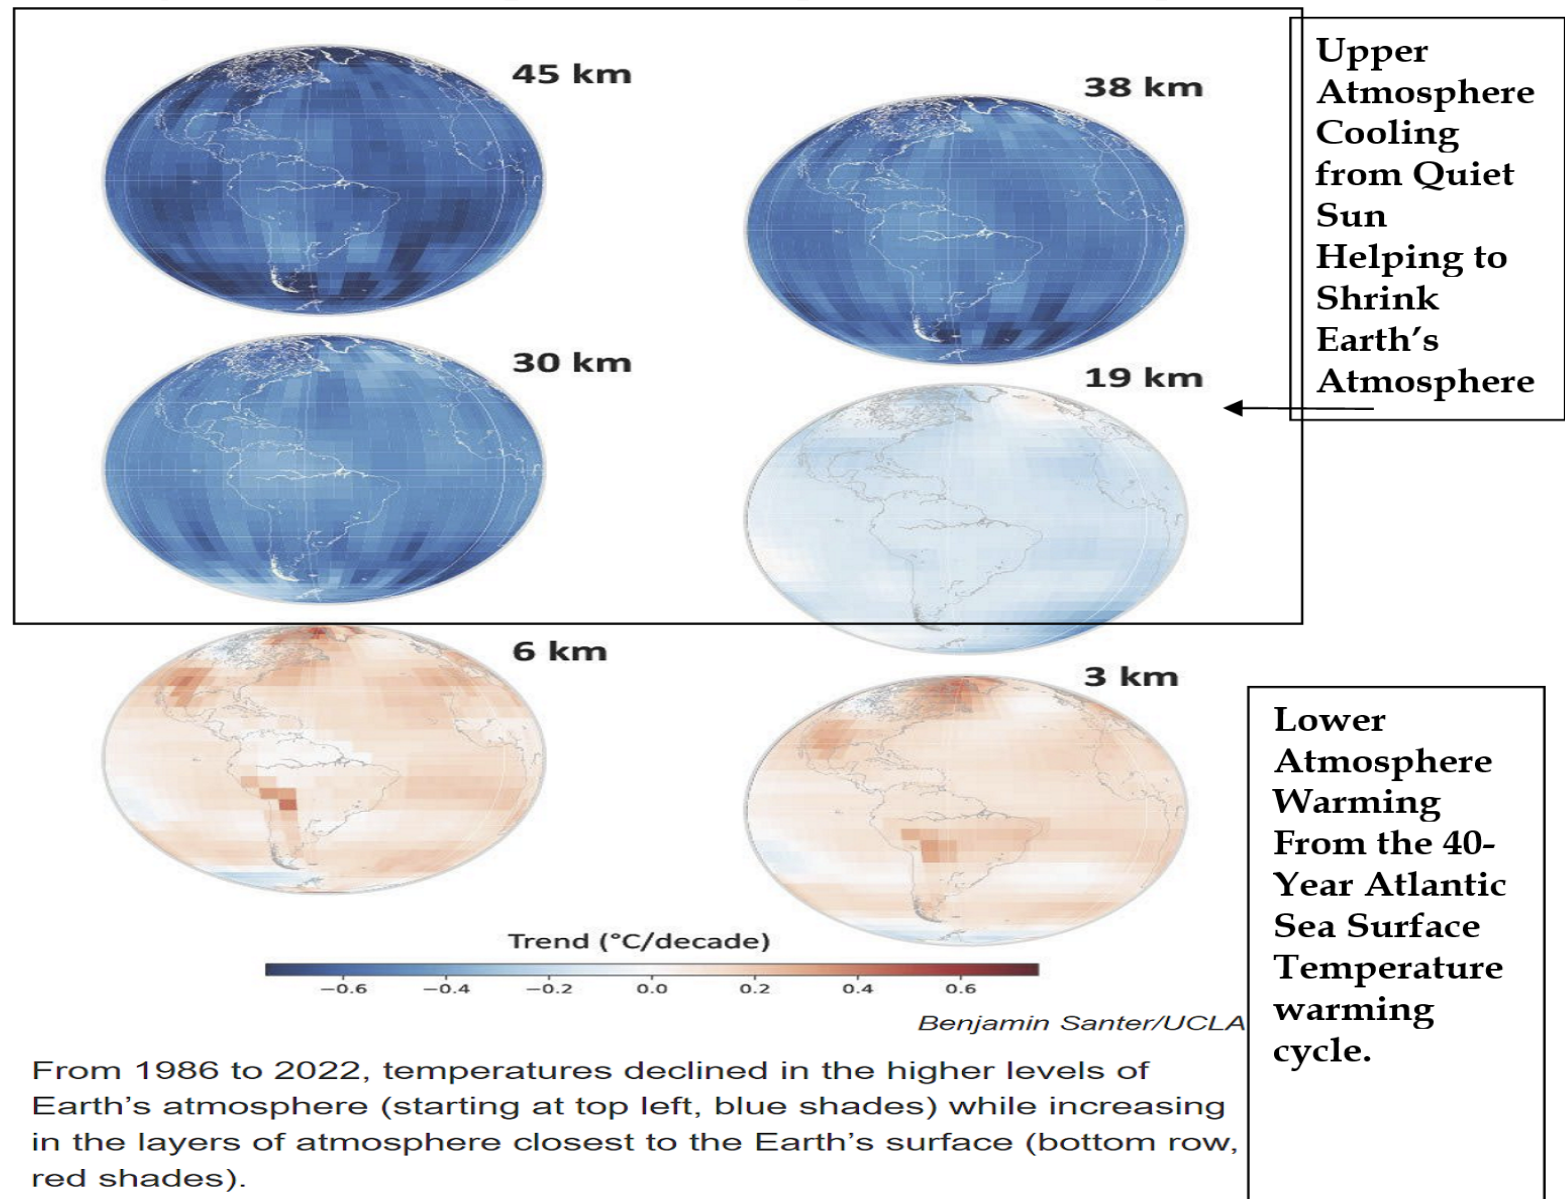 45 km
38 km
Upper
Atmosphere
Cooling
from Quiet
Sun
Helping to
Shrink
Earth’s
Atmosphere
30 km
19 km
6 km
3 km
Lower
Atmosphere
Warming
From the 40-
Year Atlantic
Sea Surface
Temperature
warming
cycle.
Trend (°C/decade)
−0.6 −0.4 −0.2 0.0 0.2 0.4 0.6
Benjamin Santer/UCLA
From 1986 to 2022, temperatures declined in the higher levels of
Earth’s atmosphere (starting at top left, blue shades) while increasing
in the layers of atmosphere closest to the Earth’s surface (bottom row,
red shades).